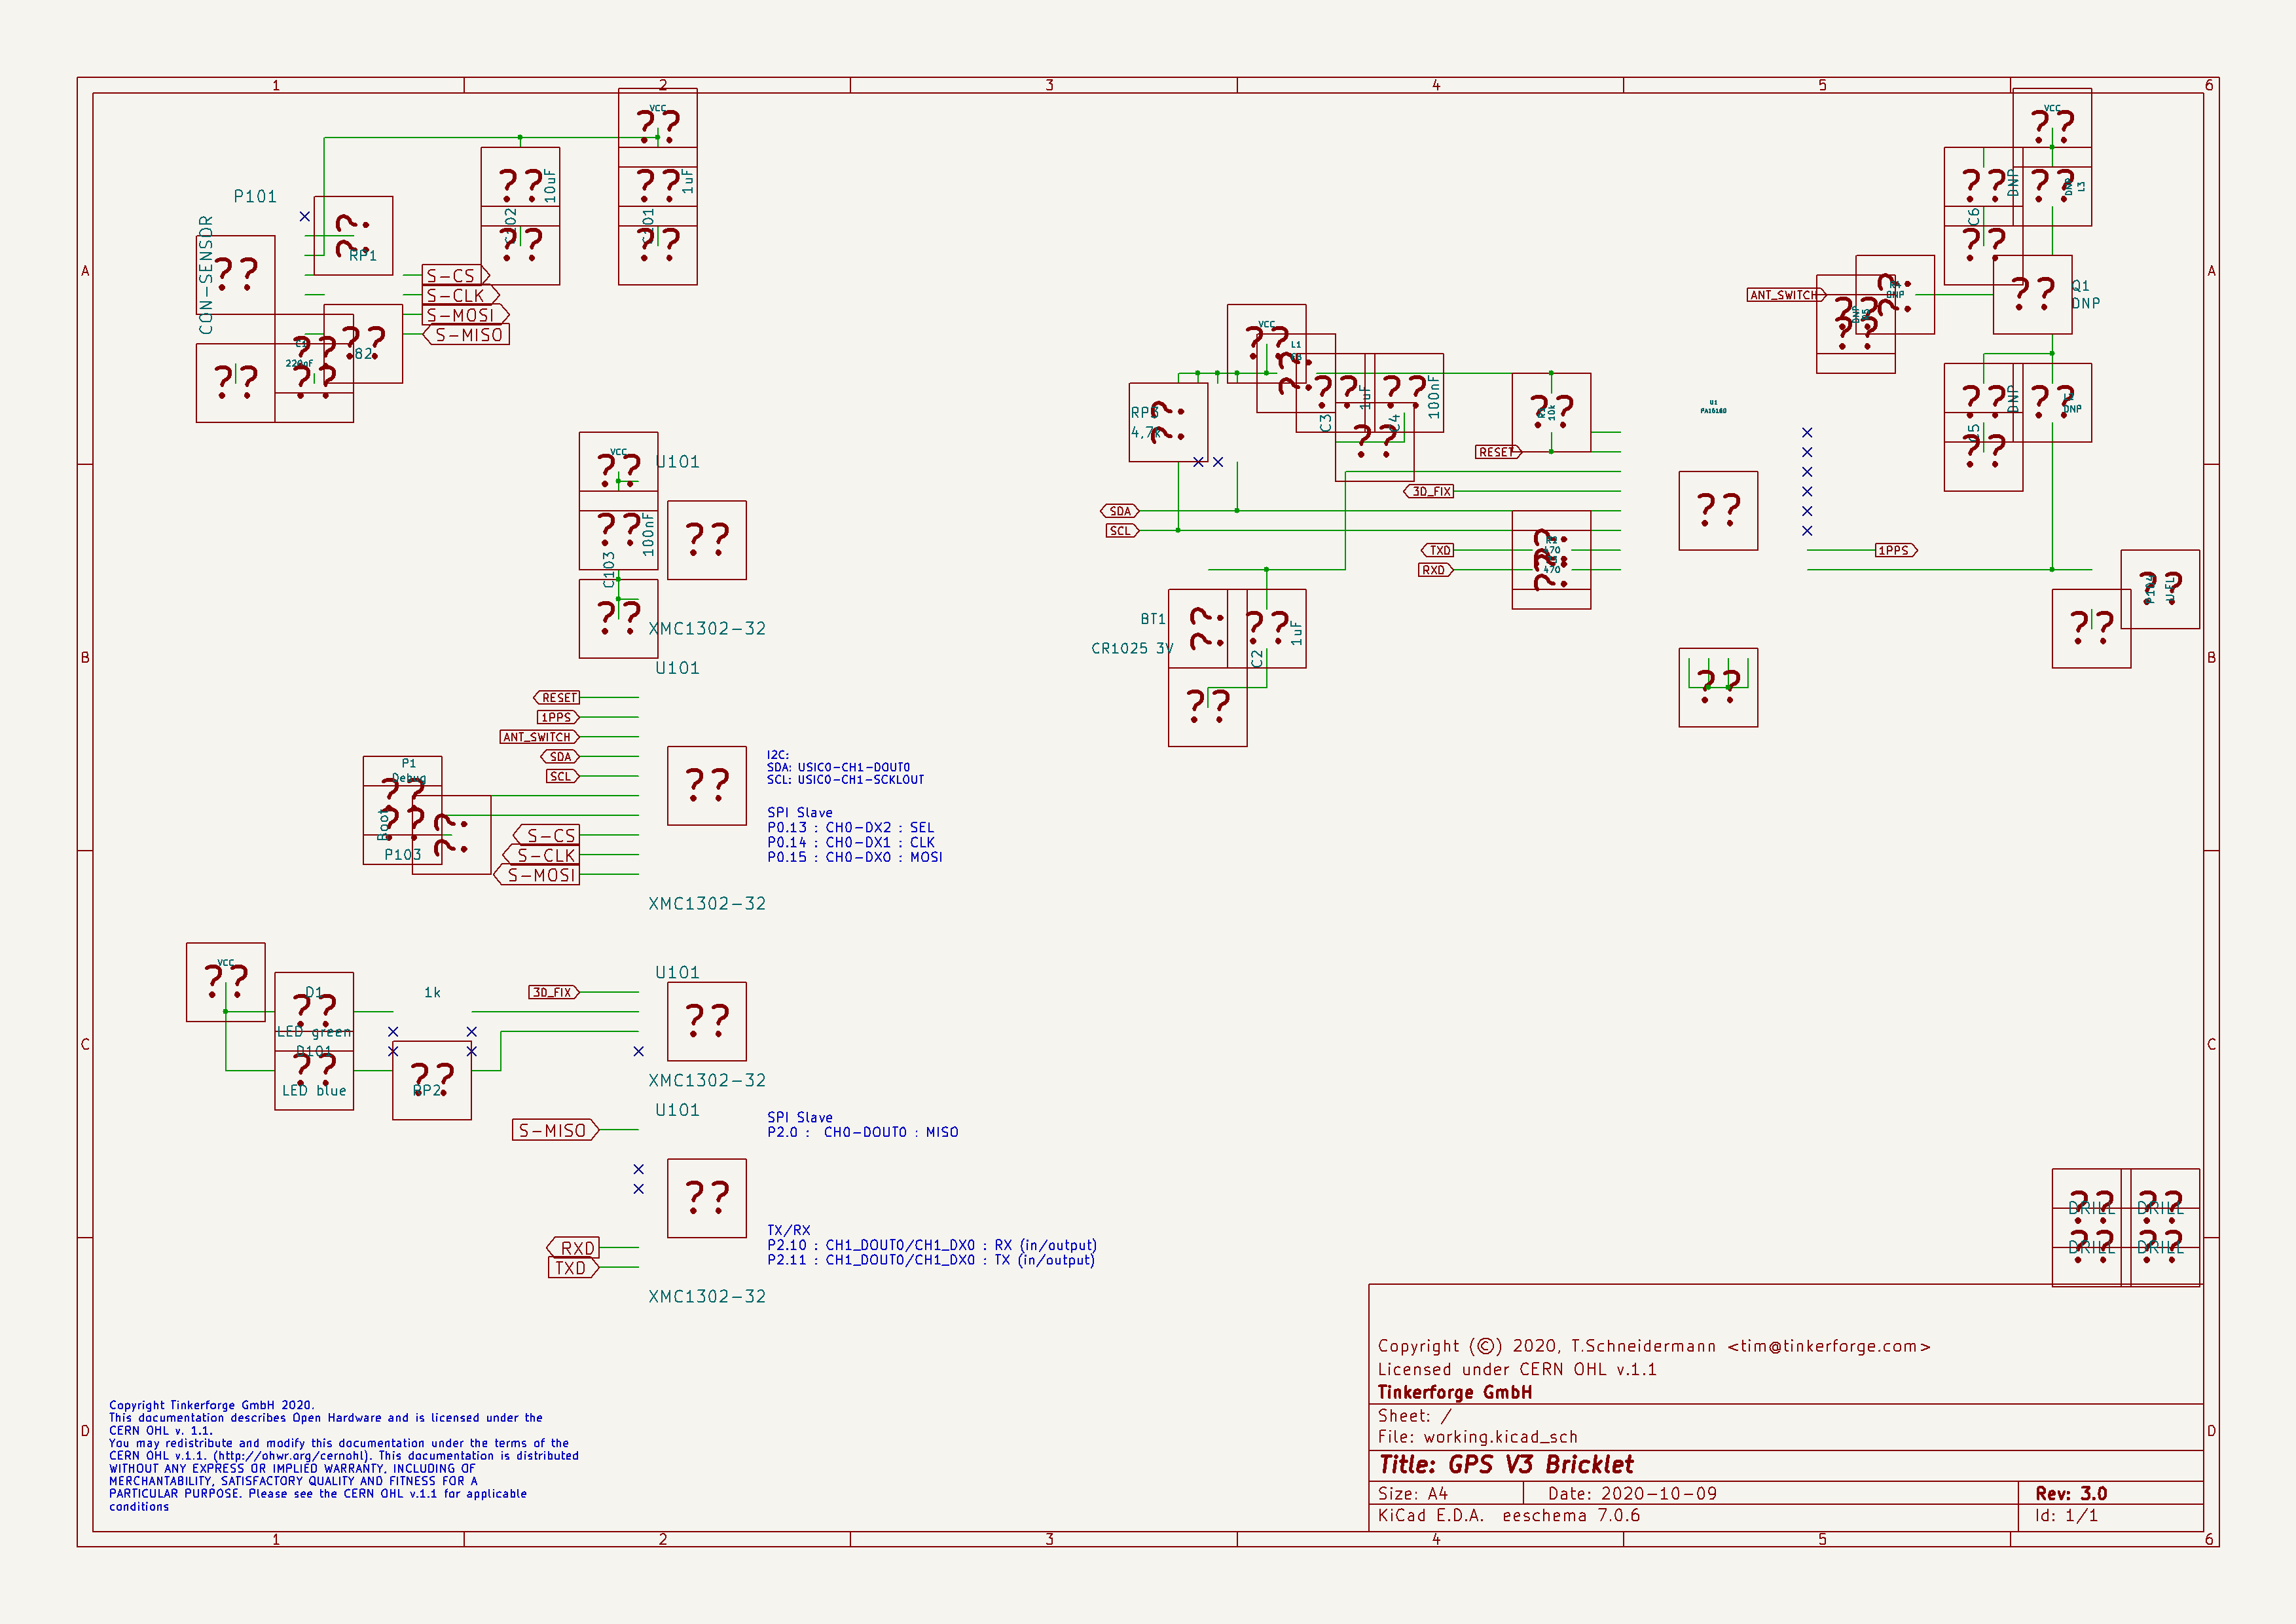 1
2
3
4
5
6
A
B
C
D
A
B
C
D
1
2
3
4
5
6
P101
CON-SENSOR
RP1
82
C1
220nF
??
VCC
10uF
C102
1uF
C101
S-CS
S-CLK
S-MOSI
S-MISO
VCC
U101
100nF
C103
XMC1302-32
U101
RESET
1PPS
ANT_SWITCH
SDA
SCL
P1
Debug
Boot
P103
S-CS
S-CLK
S-MOSI
XMC1302-32
I2C:
SDA: USIC0-CH1-DOUT0
SCL: USIC0-CH1-SCKLOUT
SPI Slave
P0.13 : CH0-DX2 : SEL
P0.14 : CH0-DX1 : CLK
P0.15 : CH0-DX0 : MOSI
VCC
D1
LED green
D101
LED blue
1k
RP2
3D_FIX
U101
XMC1302-32
U101
S-MISO
SPI Slave
P2.0 :  CH0-DOUT0 : MISO
RXD
TXD
TX/RX
P2.10 : CH1_DOUT0/CH1_DX0 : RX (in/output)
P2.11 : CH1_DOUT0/CH1_DX0 : TX (in/output)
XMC1302-32
VCC
L1
RP3
4,7k
C3
1uF
C4
100nF
10k
RESET
3D_FIX
SDA
SCL
TXD
RXD
470
470
BT1
CR1025 3V
C2
1uF
U1
PA1616D
1PPS
ANT_SWITCH
VCC
DNP
C6
DNP
L3
Q1
DNP
DNP
DNP
C5
DNP
U.FL
DRILL
DRILL
DRILL
DRILL
Copyright Tinkerforge GmbH 2020.
This documentation describes Open Hardware and is licensed under the
CERN OHL v. 1.1.
You may redistribute and modify this documentation under the terms of the
CERN OHL v.1.1. (http://ohwr.org/cernohl). This documentation is distributed
WITHOUT ANY EXPRESS OR IMPLIED WARRANTY, INCLUDING OF
MERCHANTABILITY, SATISFACTORY QUALITY AND FITNESS FOR A
PARTICULAR PURPOSE. Please see the CERN OHL v.1.1 for applicable
conditions
Copyright (©) 2020, T.Schneidermann <tim@tinkerforge.com>
Licensed under CERN OHL v.1.1
Tinkerforge GmbH
Sheet: /
File: working.kicad_sch
Title: GPS V3 Bricklet
Size: A4
Date: 2020-10-09
Rev: 3.0
KiCad E.D.A.  eeschema 7.0.6
Id: 1/1